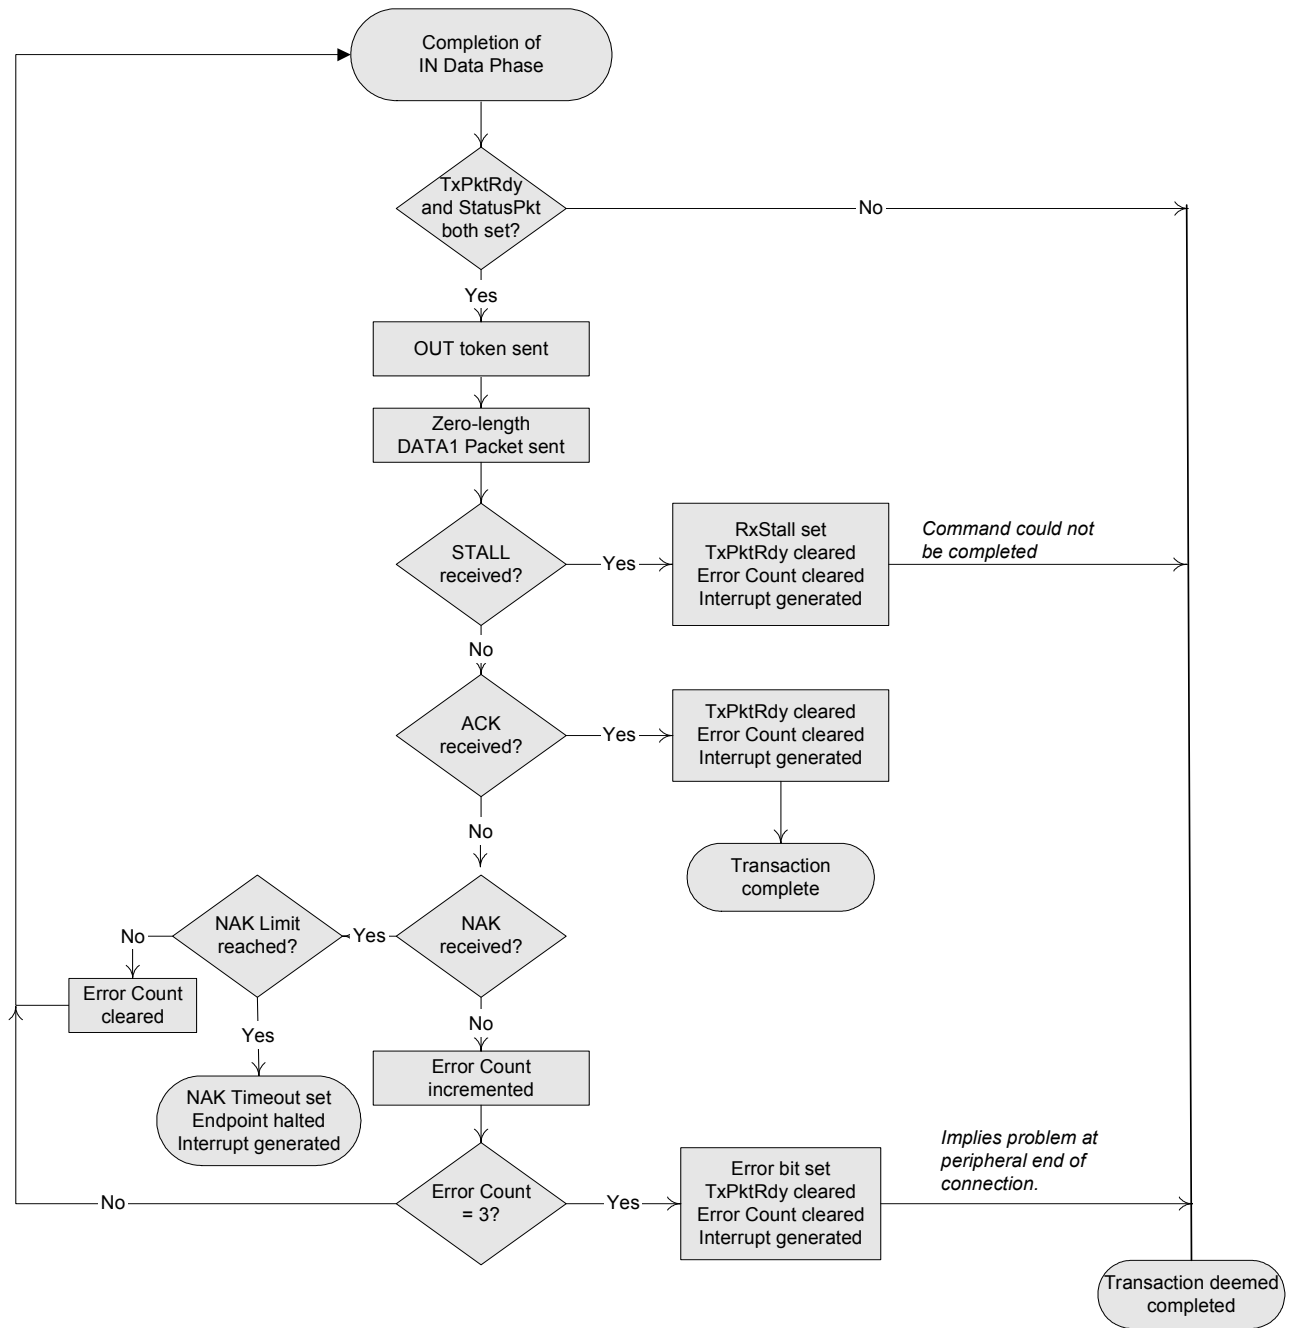 Completion of
IN Data Phase
TxPktRdy
and StatusPkt
both set?
No
Yes
OUT token sent
Zero-length
DATA1 Packet sent
STALL
received?
Yes
RxStall set
TxPktRdy cleared
Error Count cleared
Interrupt generated
Command could not
be completed
No
ACK
received?
Yes
TxPktRdy cleared
Error Count cleared
Interrupt generated
No
Transaction
complete
NAK
received?
Yes
NAK Limit
reached?
No
Error Count
cleared
Yes
NAK Timeout set
Endpoint halted
Interrupt generated
No
Error Count
incremented
Error Count
= 3?
No
Yes
Error bit set
TxPktRdy cleared
Error Count cleared
Interrupt generated
Implies problem at
peripheral end of
connection.
Transaction deemed
completed